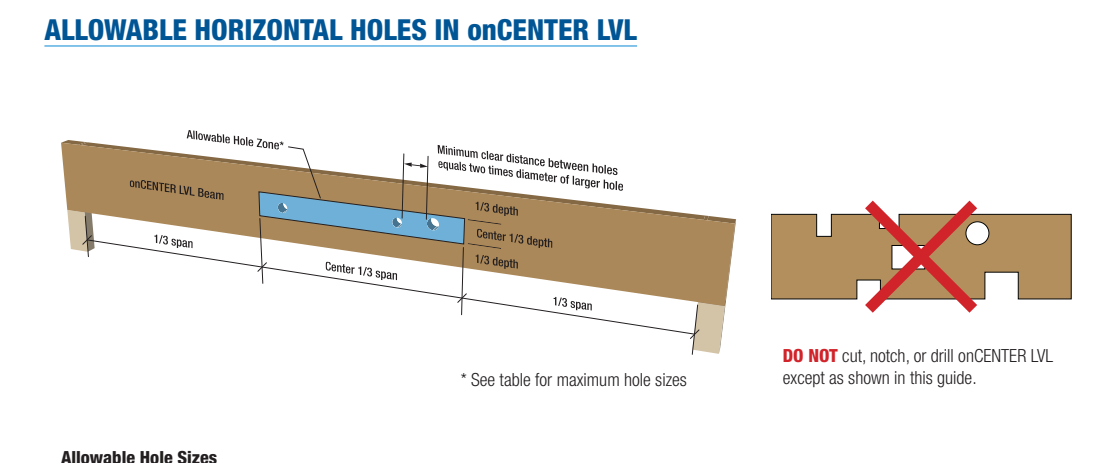 ALLOWABLE HORIZONTAL HOLES IN onCENTER LVL
Allowable Hole Zone*
Minimum clear distance between holes
equals two times diameter of larger hole
onCENTER LVL Beam
1/3 depth
Center 1/3 depth
1/3 depth
1/3 span
Center 1/3 span
1/3 span
* See table for maximum hole sizes
DO NOT cut, notch, or drill onCENTER LVL
except as shown in this guide.
Allowable Hole Sizes